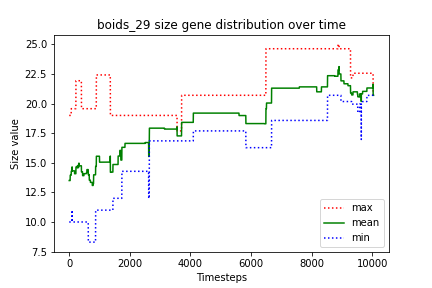 boids_29 size gene distribution over time
Size value
25.0
22.5
20.0
17.5
15.0
12.5
10.0
7.5
0
2000
4000
6000
8000
10000
Timesteps
max
mean
min